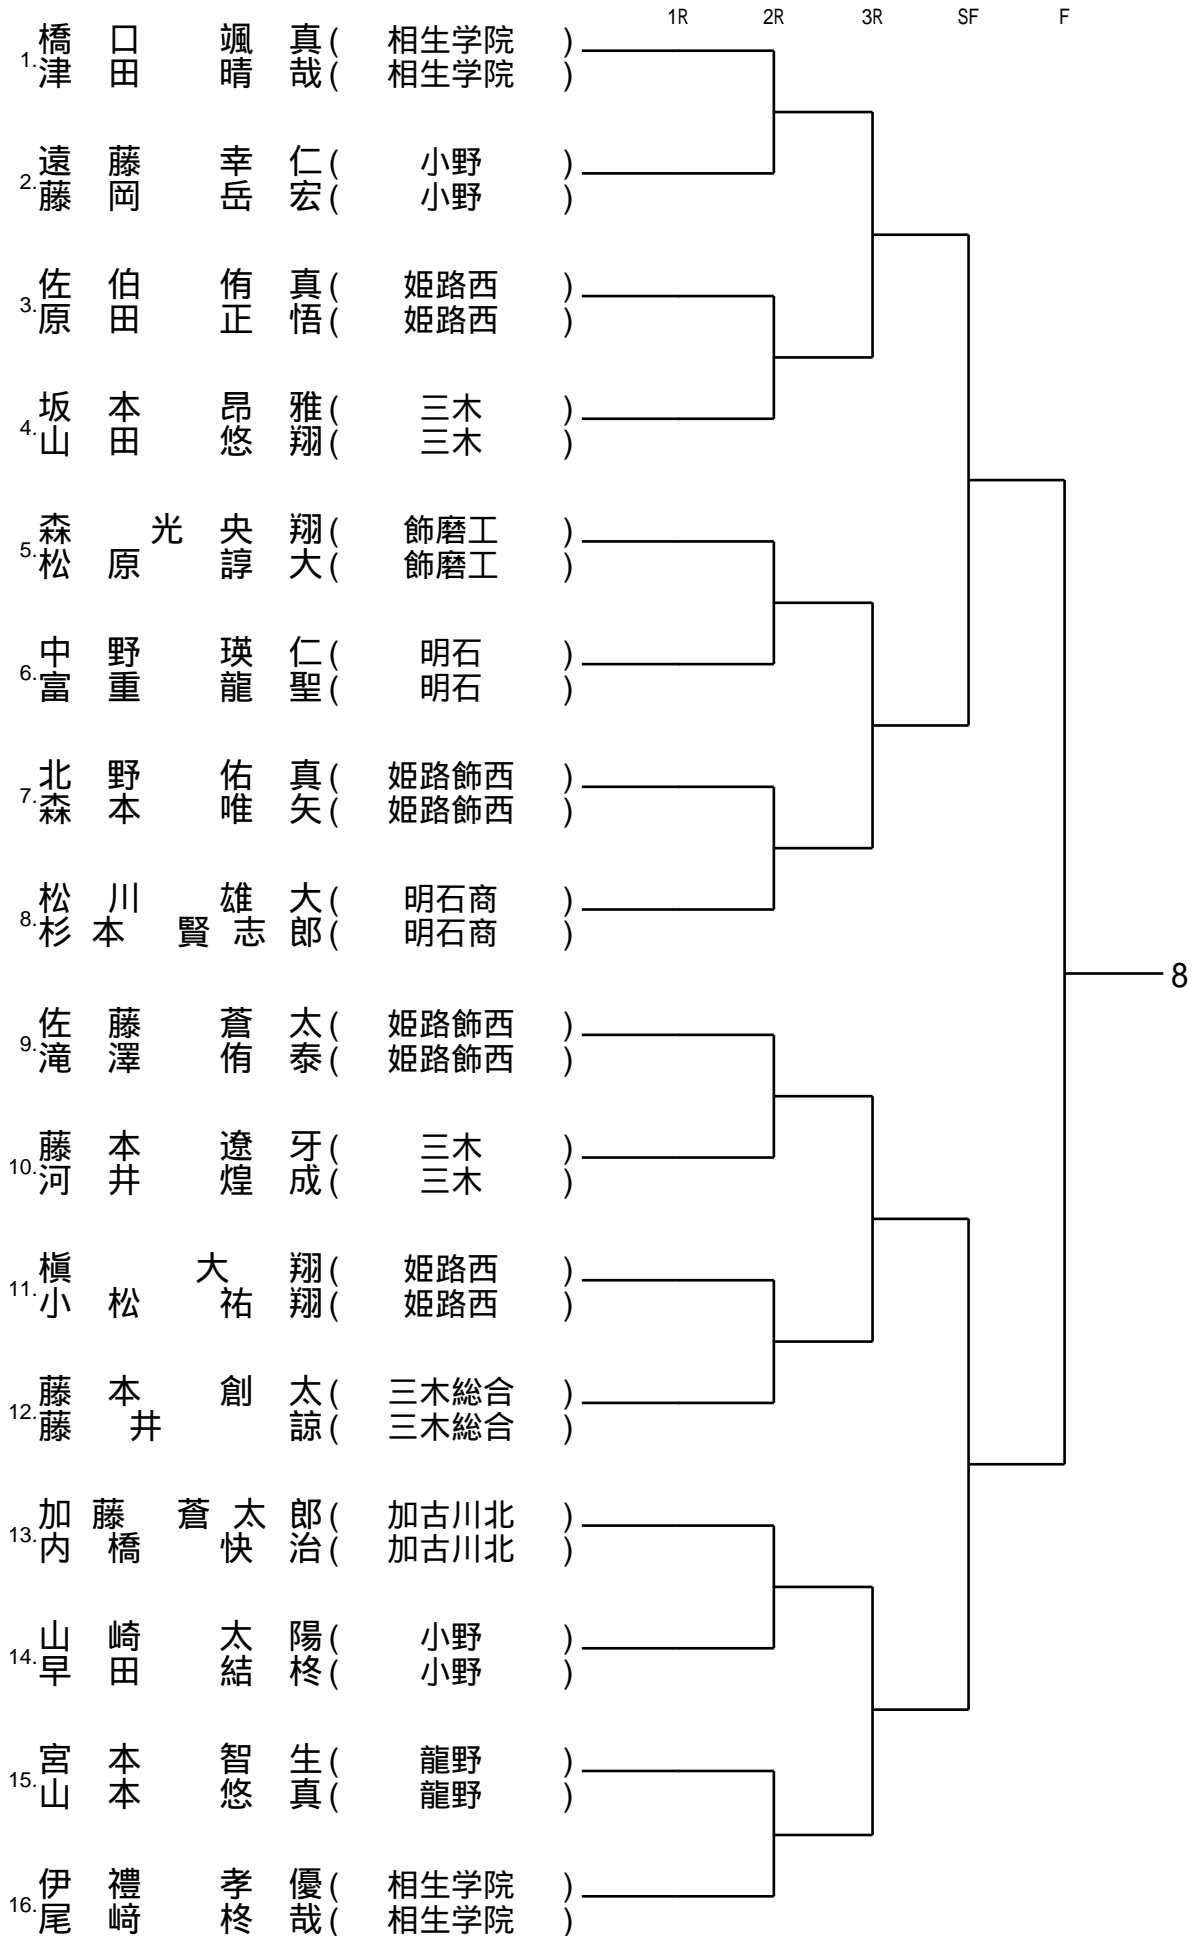 1R 2R 3R SF F
1. 橋口 颯真 ( 相生学院 )
津田 晴哉 ( 相生学院 )
2. 遠藤 幸仁 ( 小野 )
藤岡 岳宏 ( 小野 )
3. 佐伯 侑真 ( 姫路西 )
原田 正悟 ( 姫路西 )
4. 坂本 昂雅 ( 三木 )
山田 悠翔 ( 三木 )
5. 森 光央翔 ( 飾磨工 )
松原 諄大 ( 飾磨工 )
6. 中野 瑛仁 ( 明石 )
富重 龍聖 ( 明石 )
7. 北野 佑真 ( 姫路飾西 )
森本 唯矢 ( 姫路飾西 )
8. 松川 雄大 ( 明石商 )
杉本 賢志郎 ( 明石商 )
8
9. 佐藤 蒼太 ( 姫路飾西 )
滝澤 侑泰 ( 姫路飾西 )
10. 藤本 遼牙 ( 三木 )
河井 煌成 ( 三木 )
11. 槇 大翔 ( 姫路西 )
小松 祐翔 ( 姫路西 )
12. 藤本 創太 ( 三木総合 )
藤井 諒 ( 三木総合 )
13. 加藤 蒼太郎 ( 加古川北 )
内橋 快治 ( 加古川北 )
14. 山崎 太陽 ( 小野 )
早田 結柊 ( 小野 )
15. 宮本 智生 ( 龍野 )
山本 悠真 ( 龍野 )
16. 伊禮 孝優 ( 相生学院 )
尾﨑 柊哉 ( 相生学院 )